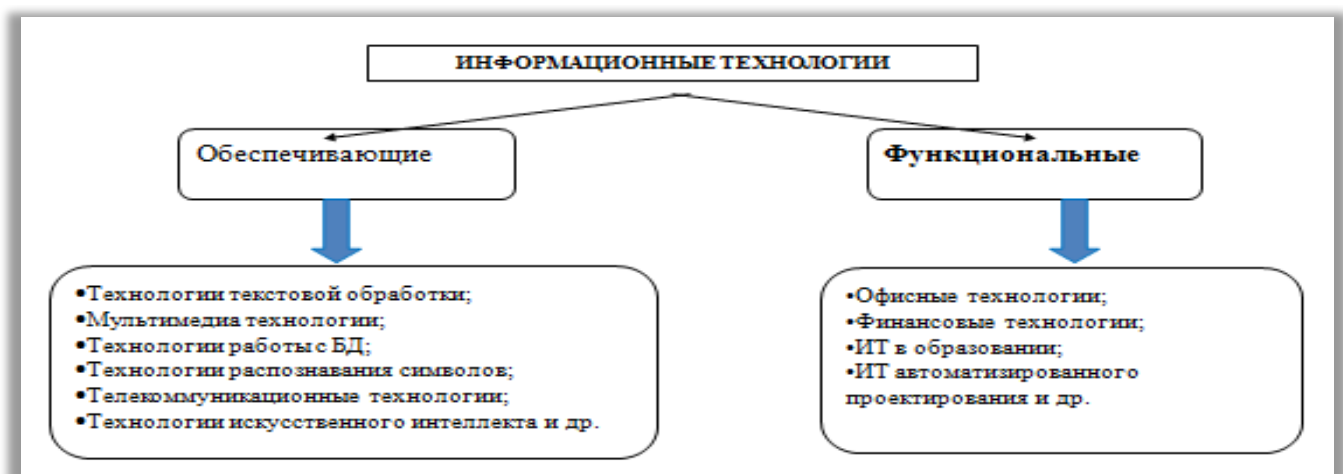 ИНФОРМАЦИОННЫЕ ТЕХНОЛОГИИ
Обеспечивающие
Функциональные
•Технологии текстовой обработки;
•Мультимедиа технологии;
•Технологии работы с БД;
•Технологии распознавания символов;
•Телекоммуникационные технологии;
•Технологии искусственного интеллекта и др.
•Офисные технологии;
•Финансовые технологии;
•ИТ в образовании;
•ИТ автоматизированного
проектирования и др.